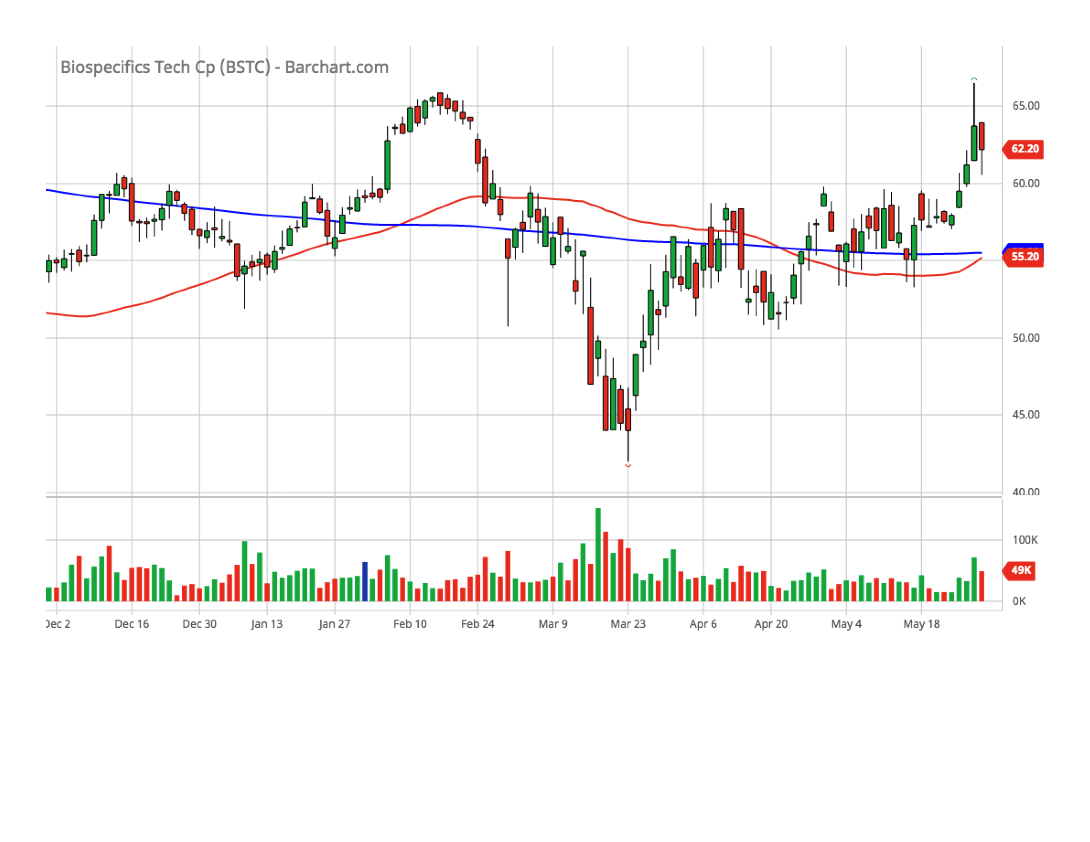 Biospecifics Tech Cp (BSTC) - Barchart.com
65.00
62.20
60.00
55.20
50.00
45.00
40.00
100K
49K
0K
Dec 2 Dec 16 Dec 30 Jan 13 Jan 27 Feb 10 Feb 24 Mar 9 Mar 23 Apr 6 Apr 20 May 4 May 18